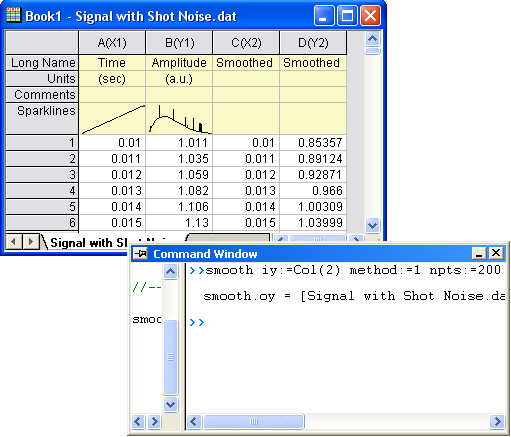 Book1 - Signal with Shot Noise.dat
A(X1) B(Y1) C(X2) D(Y2)
Long Name Time Amplitude Smoothed Smoothed
Units (sec) (a.u.)
Comments
Sparklines
1 0.01 1.011 0.01 0.85357
2 0.011 1.035 0.011 0.89124
3 0.012 1.059 0.012 0.92871
4 0.013 1.082 0.013 0.966
5 0.014 1.106 0.014 1.00309
6 0.015 1.13 0.015 1.03999
Signal with Shot Noise
Command Window
//--
smoo
>>smooth iy:=Col(2) method:=1 npts:=200
smooth.oy = [Signal with Shot Noise.da
>>